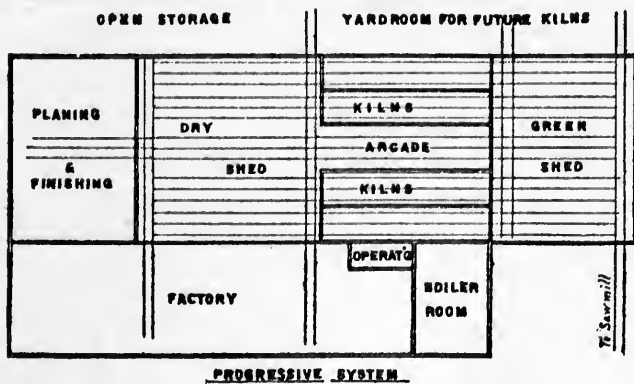 OPEN STORAGE
YARDROOM FOR FUTURE KILNS
PLANING
& 
FINISHING
DRY
SHED
KILNS
ARCADE
KILNS
GREEN
SHED
OPERAT'G
BOILER
ROOM
FACTORY
To Sawmill
PROGRESSIVE SYSTEM